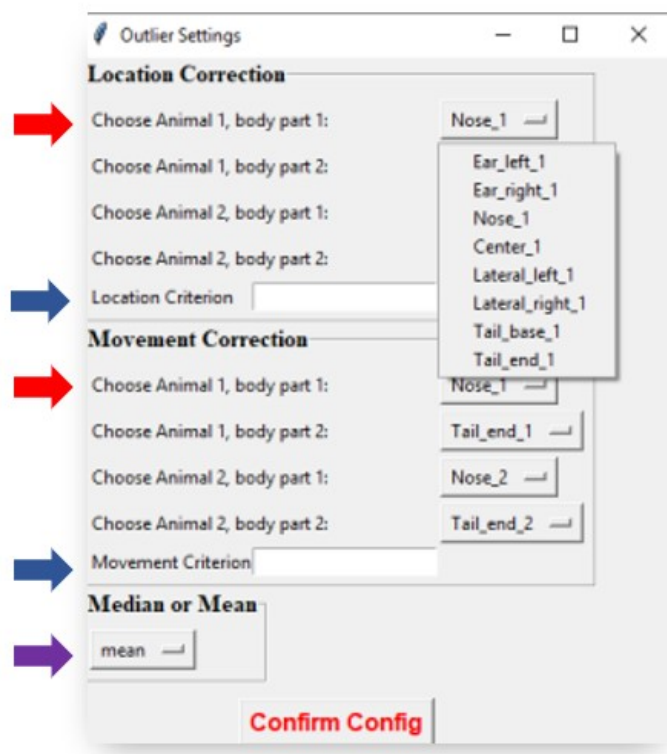 Outlier Settings
Location Correction
Choose Animal 1, body part 1: Nose_1
Choose Animal 1, body part 2:
Choose Animal 2, body part 1:
Choose Animal 2, body part 2:
Location Criterion
Ear_left_1
Ear_right_1
Nose_1
Center_1
Lateral_left_1
Lateral_right_1
Tail_base_1
Tail_end_1
Movement Correction
Choose Animal 1, body part 1: Nose_1
Choose Animal 1, body part 2: Tail_end_1
Choose Animal 2, body part 1: Nose_2
Choose Animal 2, body part 2: Tail_end_2
Movement Criterion
Median or Mean
mean
Confirm Config